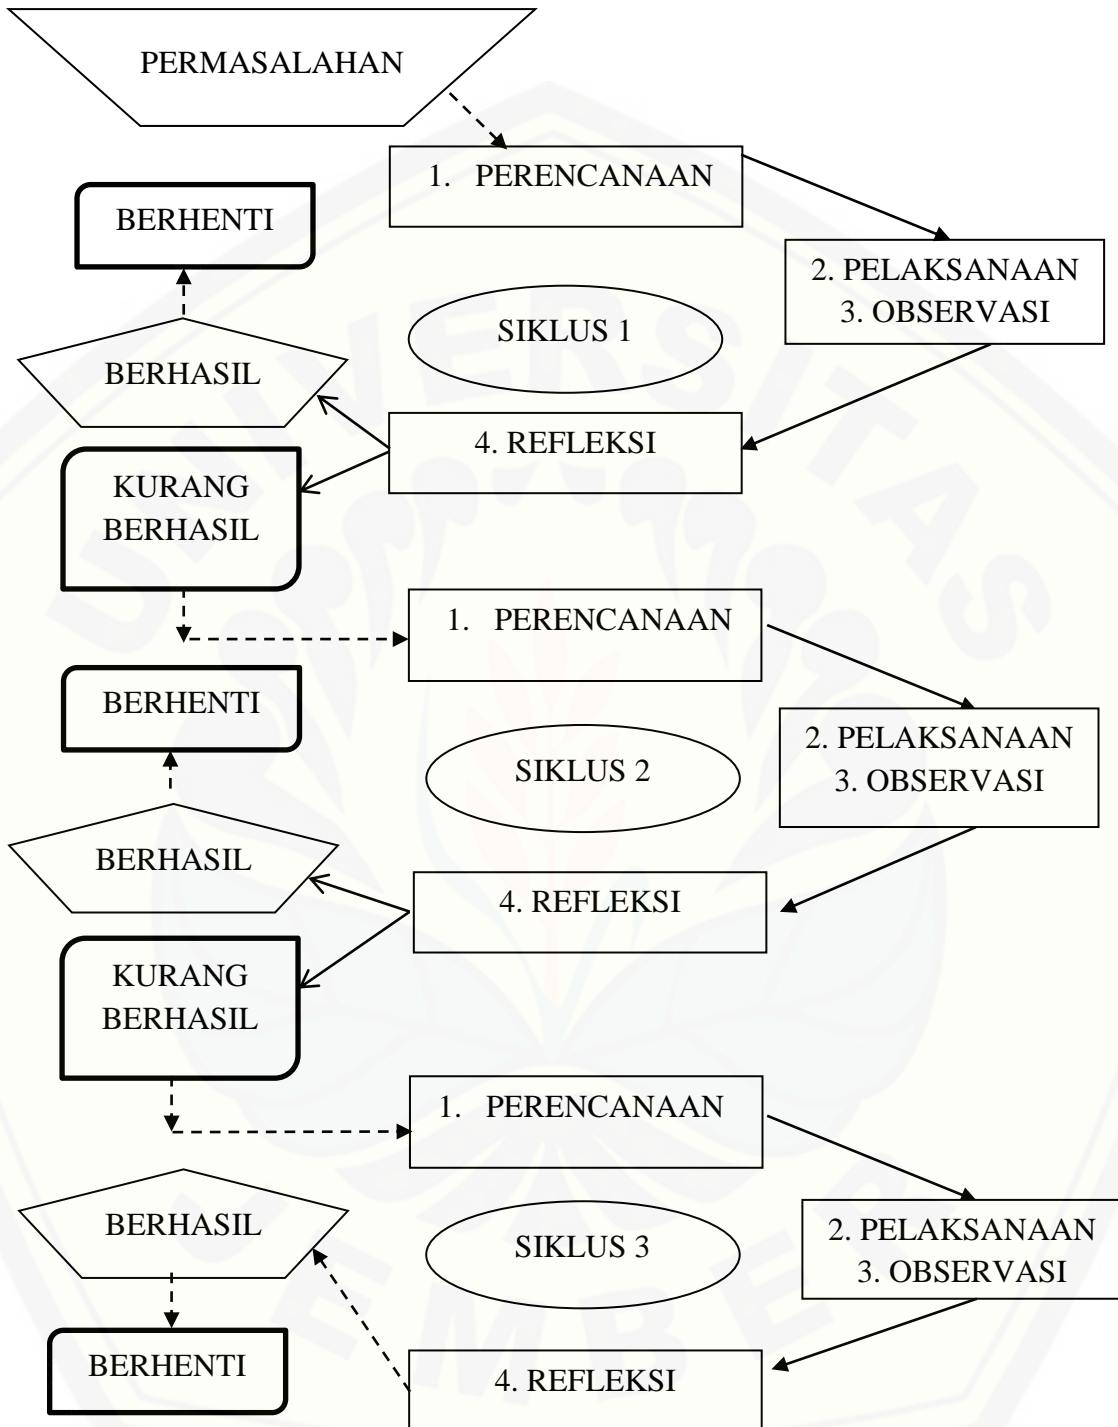 PERMASALAHAN
1. PERENCANAAN
BERHENTI
2. PELAKSANAAN
3. OBSERVASI
SIKLUS 1
BERHASIL
4. REFLEKSI
KURANG
BERHASIL
1. PERENCANAAN
BERHENTI
2. PELAKSANAAN
3. OBSERVASI
SIKLUS 2
BERHASIL
4. REFLEKSI
KURANG
BERHASIL
1. PERENCANAAN
BERHASIL
2. PELAKSANAAN
3. OBSERVASI
SIKLUS 3
BERHENTI
4. REFLEKSI
UNIVERSITAS
JEMBER